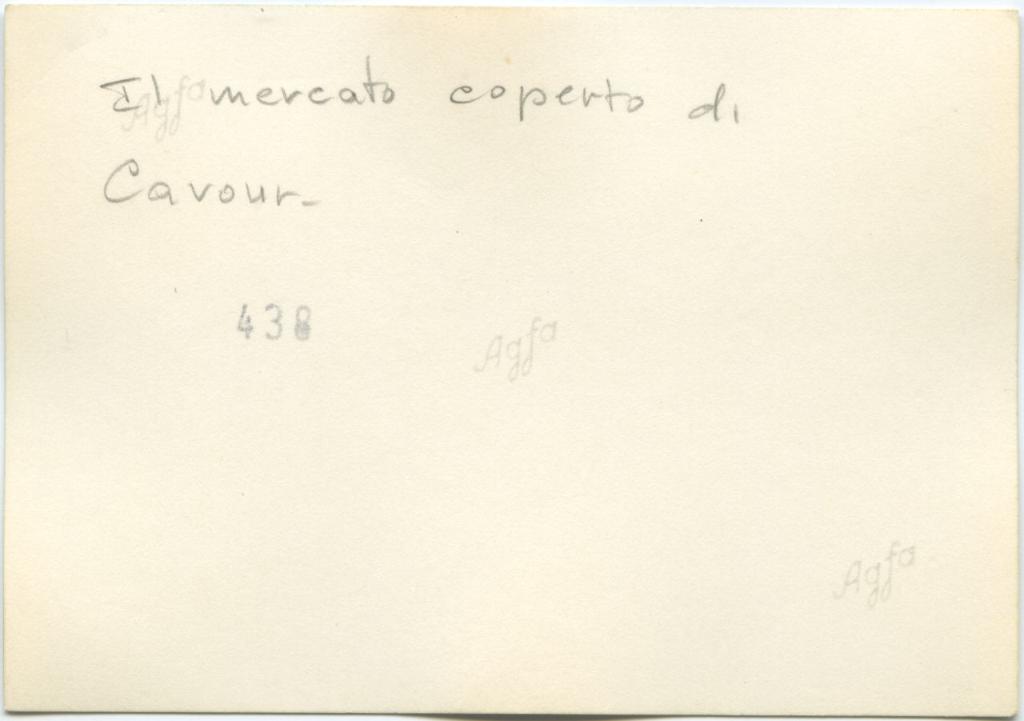 Il mercato coperto di
Agfa
Cavour-
438
Agfa
Agfa